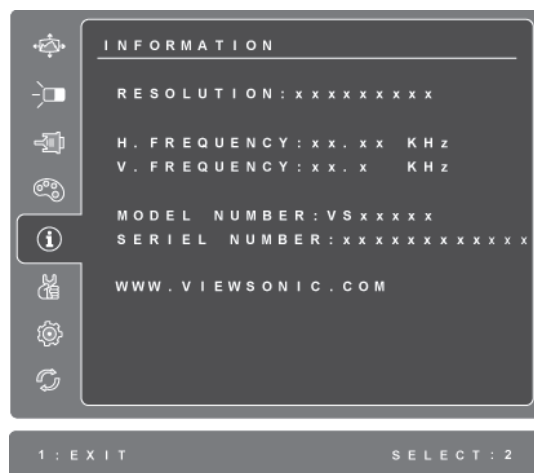 INFORMATION
RESOLUTION:xxxxxxxxx
H. FREQUENCY:xx.xx KHz
V. FREQUENCY:xx.x KHz
MODEL NUMBER:VSxxxxx
SERIEL NUMBER:xxxxxxxxxxxx
WWW.VIEWSONIC.COM
1:EXIT SELECT:2